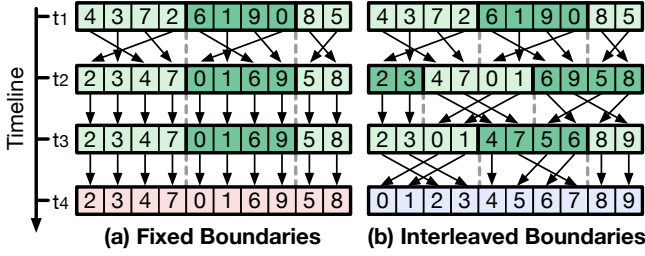 Timeline
t1 4 3 7 2 6 1 9 0 8 5 4 3 7 2 6 1 9 0 8 5
t2 2 3 4 7 0 1 6 9 5 8 2 3 4 7 0 1 6 9 5 8
t3 2 3 4 7 0 1 6 9 5 8 2 3 0 1 4 7 5 6 8 9
t4 2 3 4 7 0 1 6 9 5 8 0 1 2 3 4 5 6 7 8 9
(a) Fixed Boundaries (b) Interleaved Boundaries